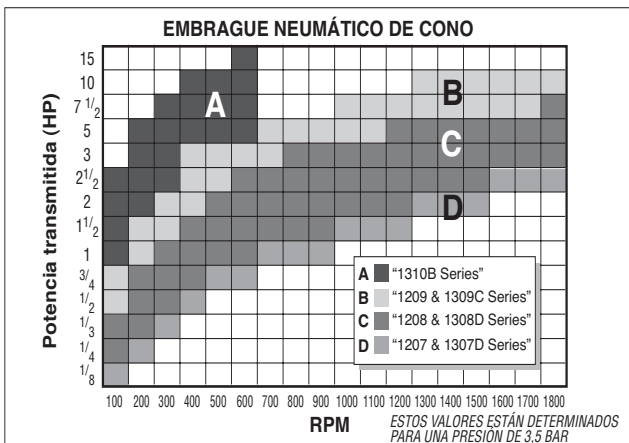 EMBRAGUE NEUMÁTICO DE CONO
Potencia transmitida (HP)
15
10
7 1/2
5
3
2 1/2
2
1 1/2
1
3/4
1/2
1/3
1/4
1/8
A
B
C
D
A "1310B Series"
B "1209 & 1309C Series"
C "1208 & 1308D Series"
D "1207 & 1307D Series"
100 200 300 400 500 600 700 800 900 1000 1100 1200 1300 1400 1500 1600 1700 1800
RPM
ESTOS VALORES ESTÁN DETERMINADOS
PARA UNA PRESIÓN DE 3,5 BAR